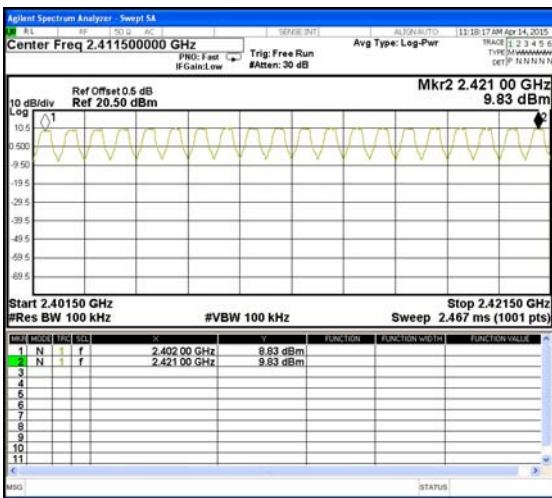 Agilent Spectrum Analyzer - Swept SA
RL RF 50 Ω AC SENSE:INT ALIGN AUTO 11:18:17 AM Apr 14, 2015
Center Freq 2.411500000 GHz
PNO: Fast
IFGain:Low
Trig: Free Run
#Atten: 30 dB
Avg Type: Log-Pwr
TRACE 1 2 3 4 5 6
TYPE M
DET P N N N N N
Ref Offset 0.5 dB
Ref 20.50 dBm
10 dB/div
Log
Mkr2 2.421 00 GHz
9.83 dBm
1
2
10.5
0.500
-9.50
-19.5
-29.5
-39.5
-49.5
-59.5
-69.5
Start 2.40150 GHz
Stop 2.42150 GHz
#Res BW 100 kHz
#VBW 100 kHz
Sweep 2.467 ms (1001 pts)
MKR MODE TRC SCL X Y FUNCTION FUNCTION WIDTH FUNCTION VALUE
1 N 1 f 2.402 00 GHz 8.83 dBm
2 N 1 f 2.421 00 GHz 9.83 dBm
3
4
5
6
7
8
9
10
11
MSG
STATUS